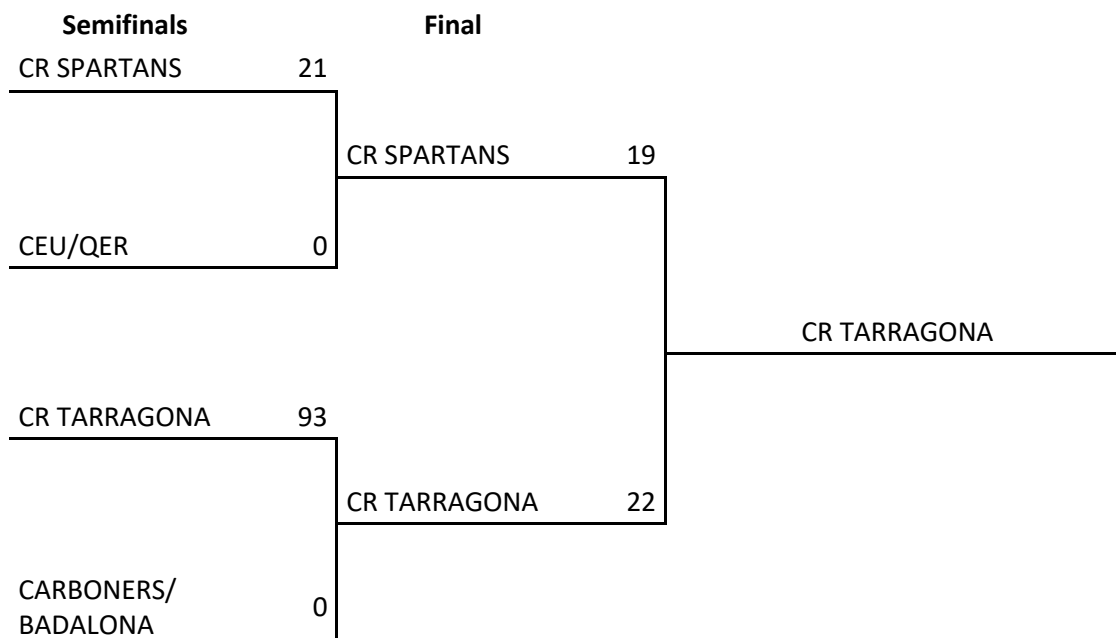 Semifinals Final
CR SPARTANS 21
CR SPARTANS 19
CEU/QER 0
CR TARRAGONA
CR TARRAGONA 93
CR TARRAGONA 22
CARBONERS/
BADALONA 0